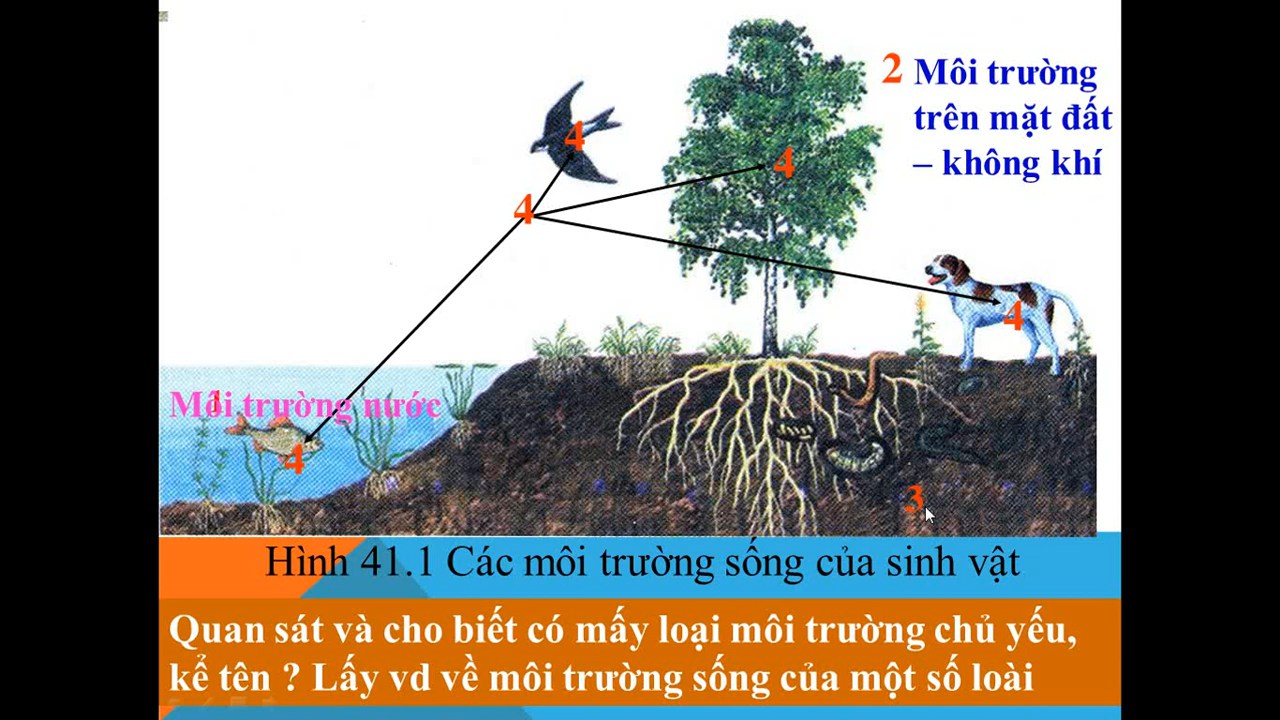 2 Môi trường
trên mặt đất
– không khí
4
4
4
4
Môi trường nước
1
4
3
Hình 41.1 Các môi trường sống của sinh vật
Quan sát và cho biết có mấy loại môi trường chủ yếu,
kể tên ? Lấy vd về môi trường sống của một số loài